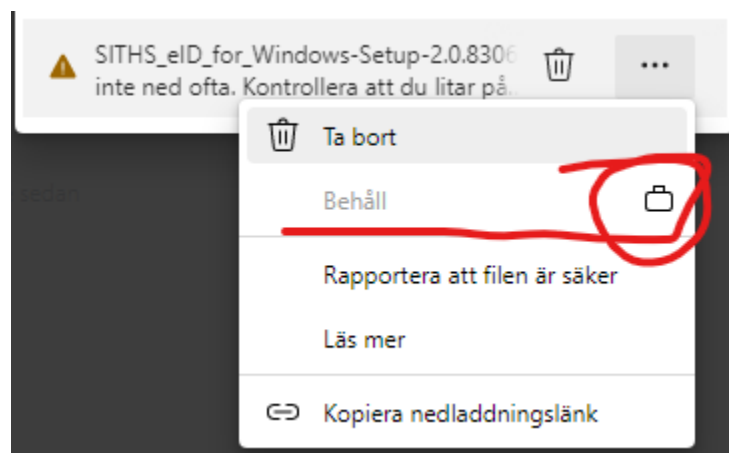 SITHS_eID_for_Windows-Setup-2.0.8306
inte ned ofta. Kontrollera att du litar på...
Ta bort
sedan
Behåll
Rapportera att filen är säker
Läs mer
Kopiera nedladdningslänk